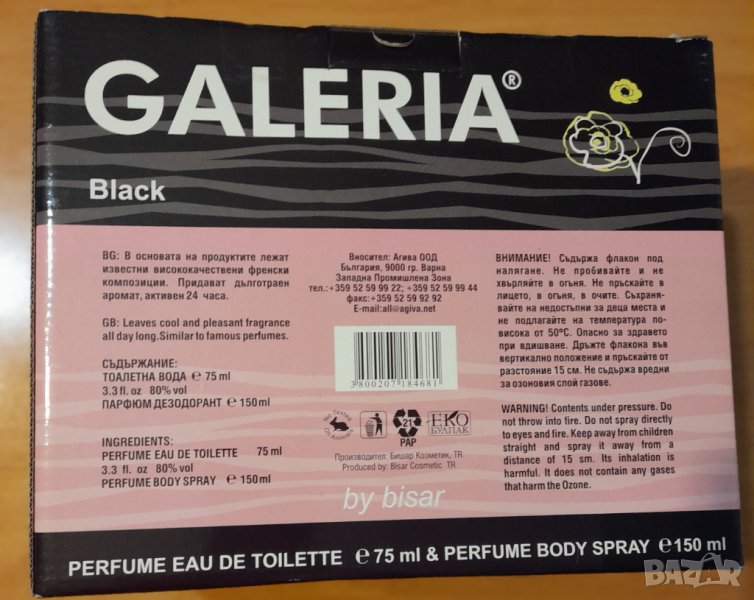 GALERIA®
Black
BG: В основата на продуктите лежат
известни висококачествени френски
композиции. Придават дълготраен
аромат, активен 24 часа.
GB: Leaves cool and pleasant fragrance
all day long. Similar to famous perfumes.
СЪДЪРЖАНИЕ:
ТОАЛЕТНА ВОДА ℮ 75 ml
3.3 fl. oz 80% vol
ПАРФЮМ ДЕЗОДОРАНТ ℮ 150 ml
INGREDIENTS:
PERFUME EAU DE TOILETTE 75 ml
3.3 fl. oz 80% vol
PERFUME BODY SPRAY ℮ 150 ml
Вносител: Агива ООД
България, 9000 гр. Варна
Западна Промишлена Зона
тел.:+359 52 59 99 22; +359 52 59 99 44
факс:+359 52 59 92 92
E-mail:all@agiva.net
3800207184681
No Tested
On Animals
21
PAP
ЕКО
БУЛПАК
Производител: Бишар Козметик, TR
Produced by: Bisar Cosmetic TR
by bisar
ВНИМАНИЕ! Съдържа флакон под
налягане. Не пробивайте и не
хвърляйте в огъня. Не пръскайте в
лицето, в огъня, в очите. Съхраня-
вайте на недостъпни за деца места и
не подлагайте на температура по-
висока от 50°C. Опасно за здравето
при вдишване. Дръжте флакона във
вертикално положение и пръскайте от
разстояние 15 см. Не съдържа вредни
за озоновия слой газове.
WARNING! Contents under pressure. Do
not throw into fire. Do not spray directly
to eyes and fire. Keep away from children
straight and spray it away from a
distance of 15 sm. Its inhalation is
harmful. It does not contain any gases
that harm the Ozone.
PERFUME EAU DE TOILETTE ℮ 75 ml & PERFUME BODY SPRAY ℮ 150 ml
BAZAR